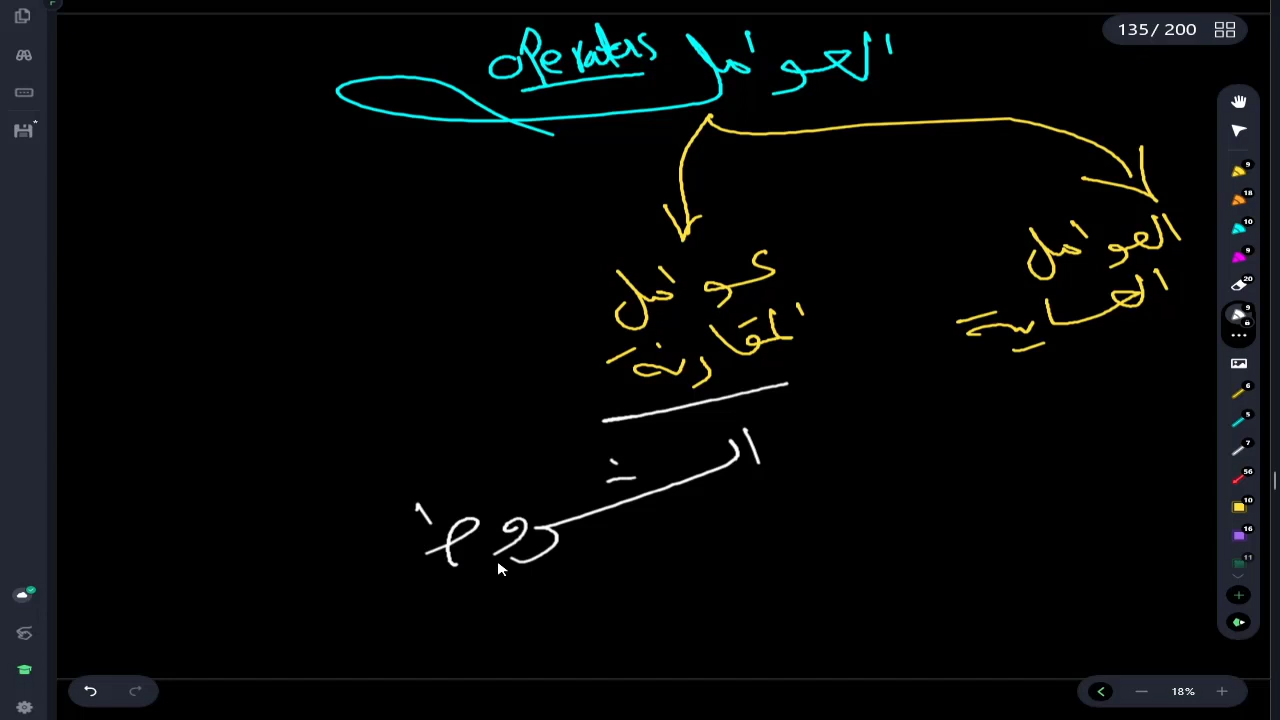 135/ 200
العوامل operators
العوامل
الحسابية
عوامل
المقارنة
18%